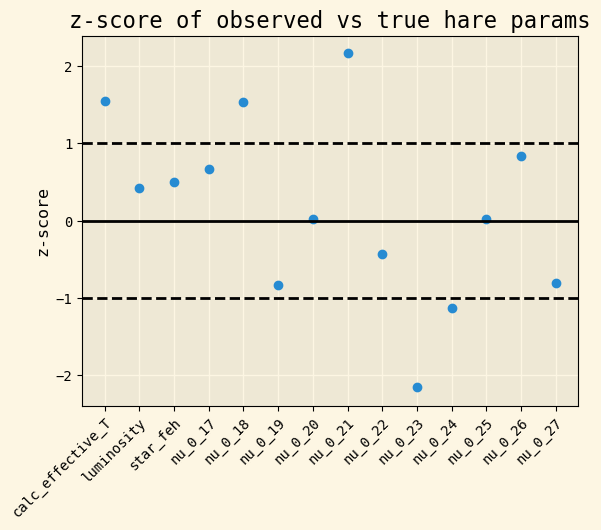 z-score of observed vs true hare params
z-score
2
1
0
−1
−2
calc_effective_T
luminosity
star_feh
nu_0_17
nu_0_18
nu_0_19
nu_0_20
nu_0_21
nu_0_22
nu_0_23
nu_0_24
nu_0_25
nu_0_26
nu_0_27